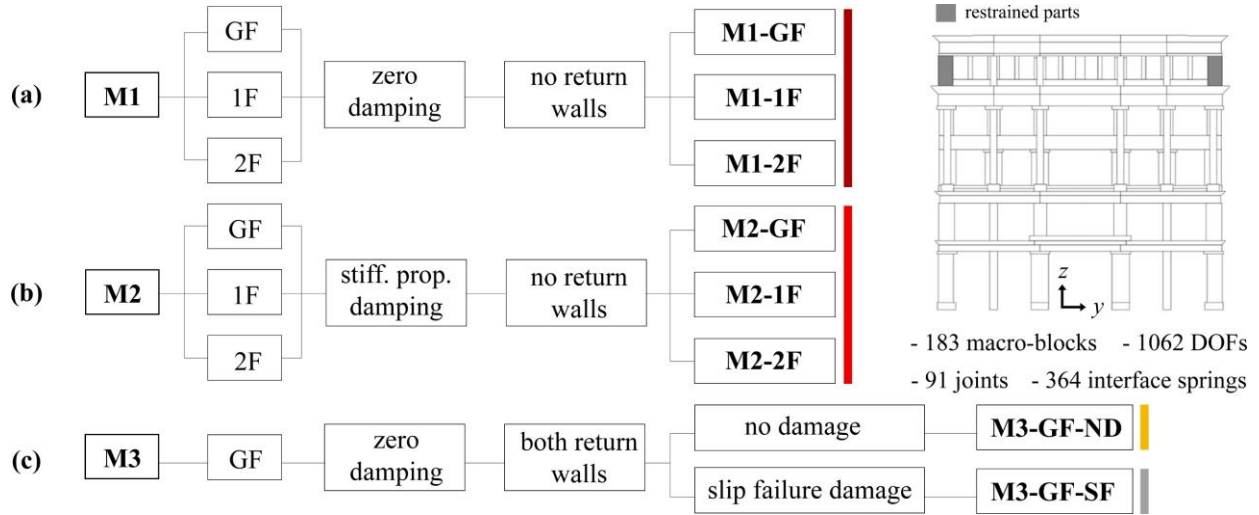 restrained parts
(a)
M1
GF
1F
2F
zero
damping
no return
walls
M1-GF
M1-1F
M1-2F
(b)
M2
GF
1F
2F
stiff. prop.
damping
no return
walls
M2-GF
M2-1F
M2-2F
z
y
- 183 macro-blocks - 1062 DOFs
- 91 joints - 364 interface springs
(c)
M3
GF
zero
damping
both return
walls
no damage
M3-GF-ND
slip failure damage
M3-GF-SF